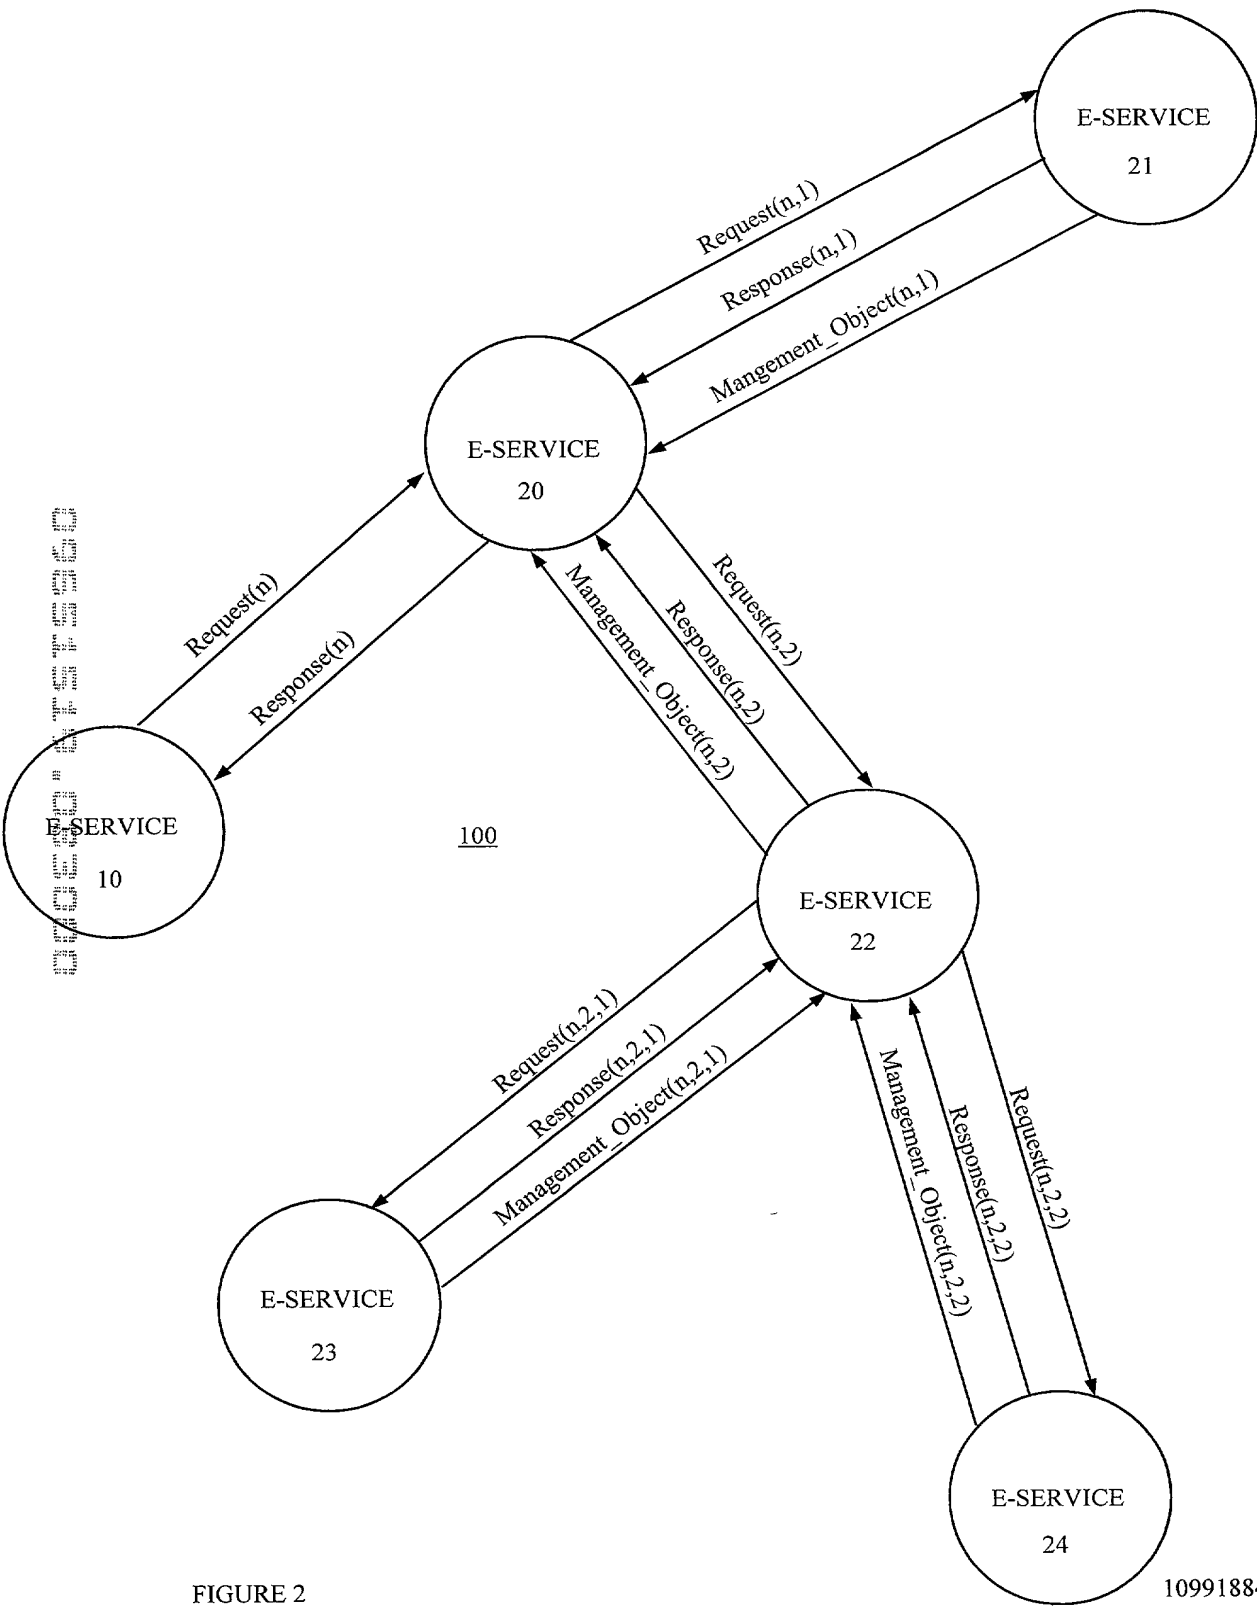 E-SERVICE
21
Request(n,1)
Response(n,1)
Mangement_Object(n,1)
E-SERVICE
20
Request(n)
Response(n)
Management_Object(n,2)
Response(n,2)
Request(n,2)
E-SERVICE
10
100
E-SERVICE
22
Request(n,2,1)
Response(n,2,1)
Management_Object(n,2,1)
Management_Object(n,2,2)
Response(n,2,2)
Request(n,2,2)
E-SERVICE
23
E-SERVICE
24
FIGURE 2
1099188